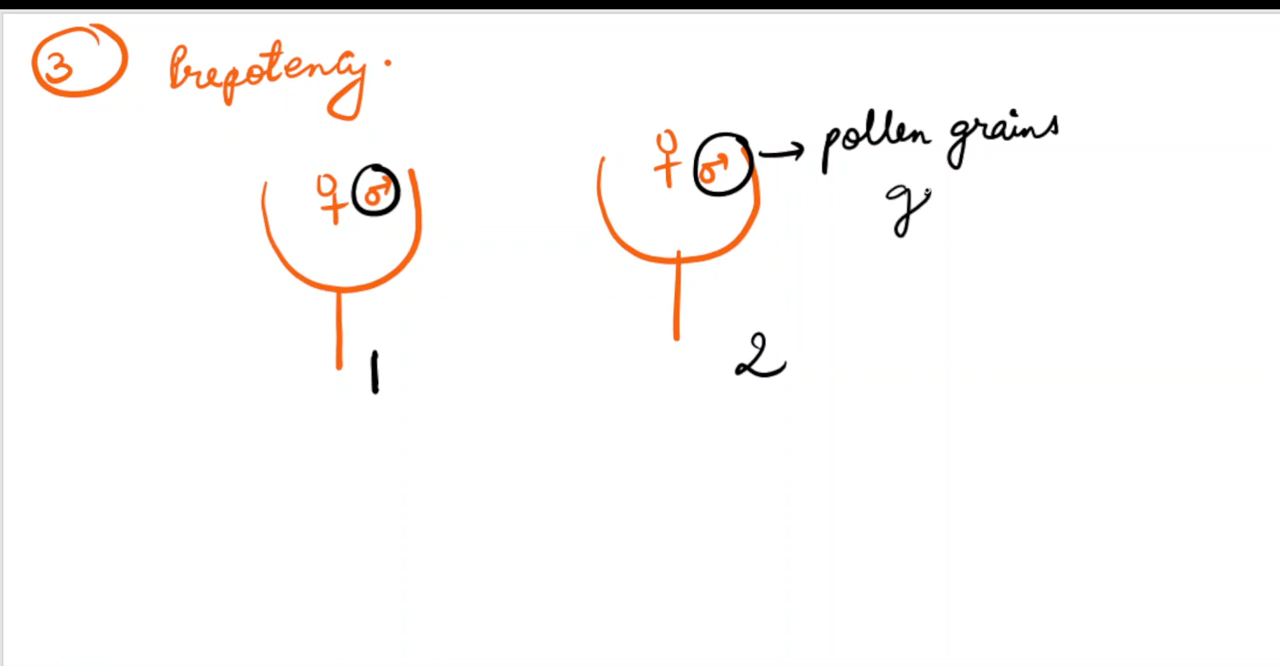 3 Prepotency.
♀ ♂
♀ ♂ → pollen grains
g
1
2